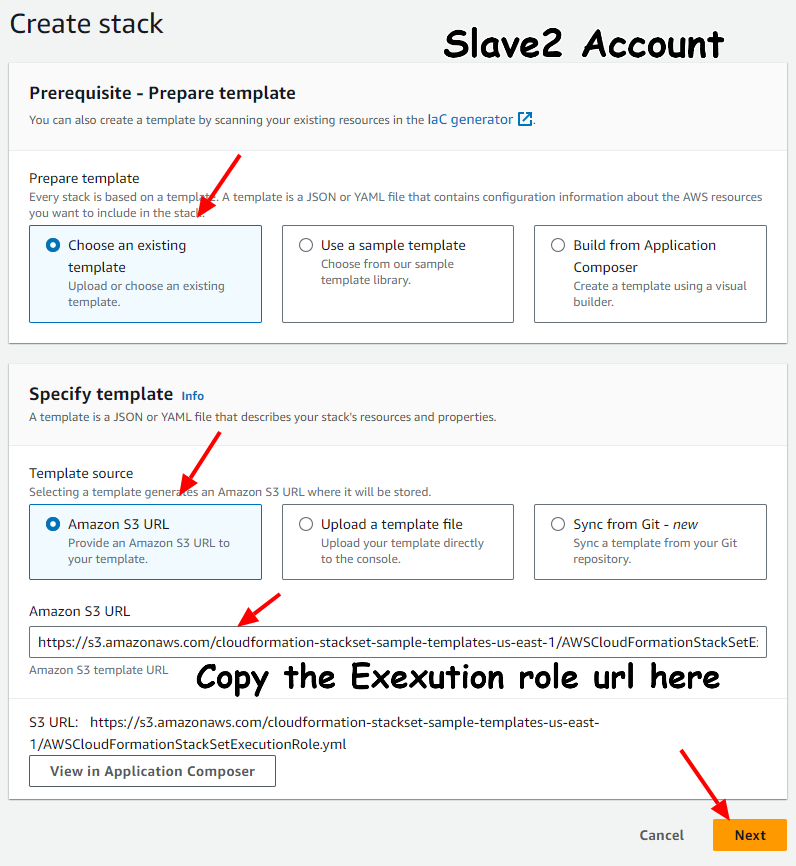 Create stack
Slave2 Account
Prerequisite - Prepare template
You can also create a template by scanning your existing resources in the IaC generator.
Prepare template
Every stack is based on a template. A template is a JSON or YAML file that contains configuration information about the AWS resources
you want to include in the stack.
Choose an existing
template
Upload or choose an existing
template.
Use a sample template
Choose from our sample
template library.
Build from Application
Composer
Create a template using a visual
builder.
Specify template Info
A template is a JSON or YAML file that describes your stack's resources and properties.
Template source
Selecting a template generates an Amazon S3 URL where it will be stored.
Amazon S3 URL
Provide an Amazon S3 URL to
your template.
Upload a template file
Upload your template directly
to the console.
Sync from Git - new
Sync a template from your Git
repository.
Amazon S3 URL
https://s3.amazonaws.com/cloudformation-stackset-sample-templates-us-east-1/AWSCloudFormationStackSetE
Amazon S3 template URL
Copy the Exexution role url here
S3 URL: https://s3.amazonaws.com/cloudformation-stackset-sample-templates-us-east-
1/AWSCloudFormationStackSetExecutionRole.yml
View in Application Composer
Cancel
Next